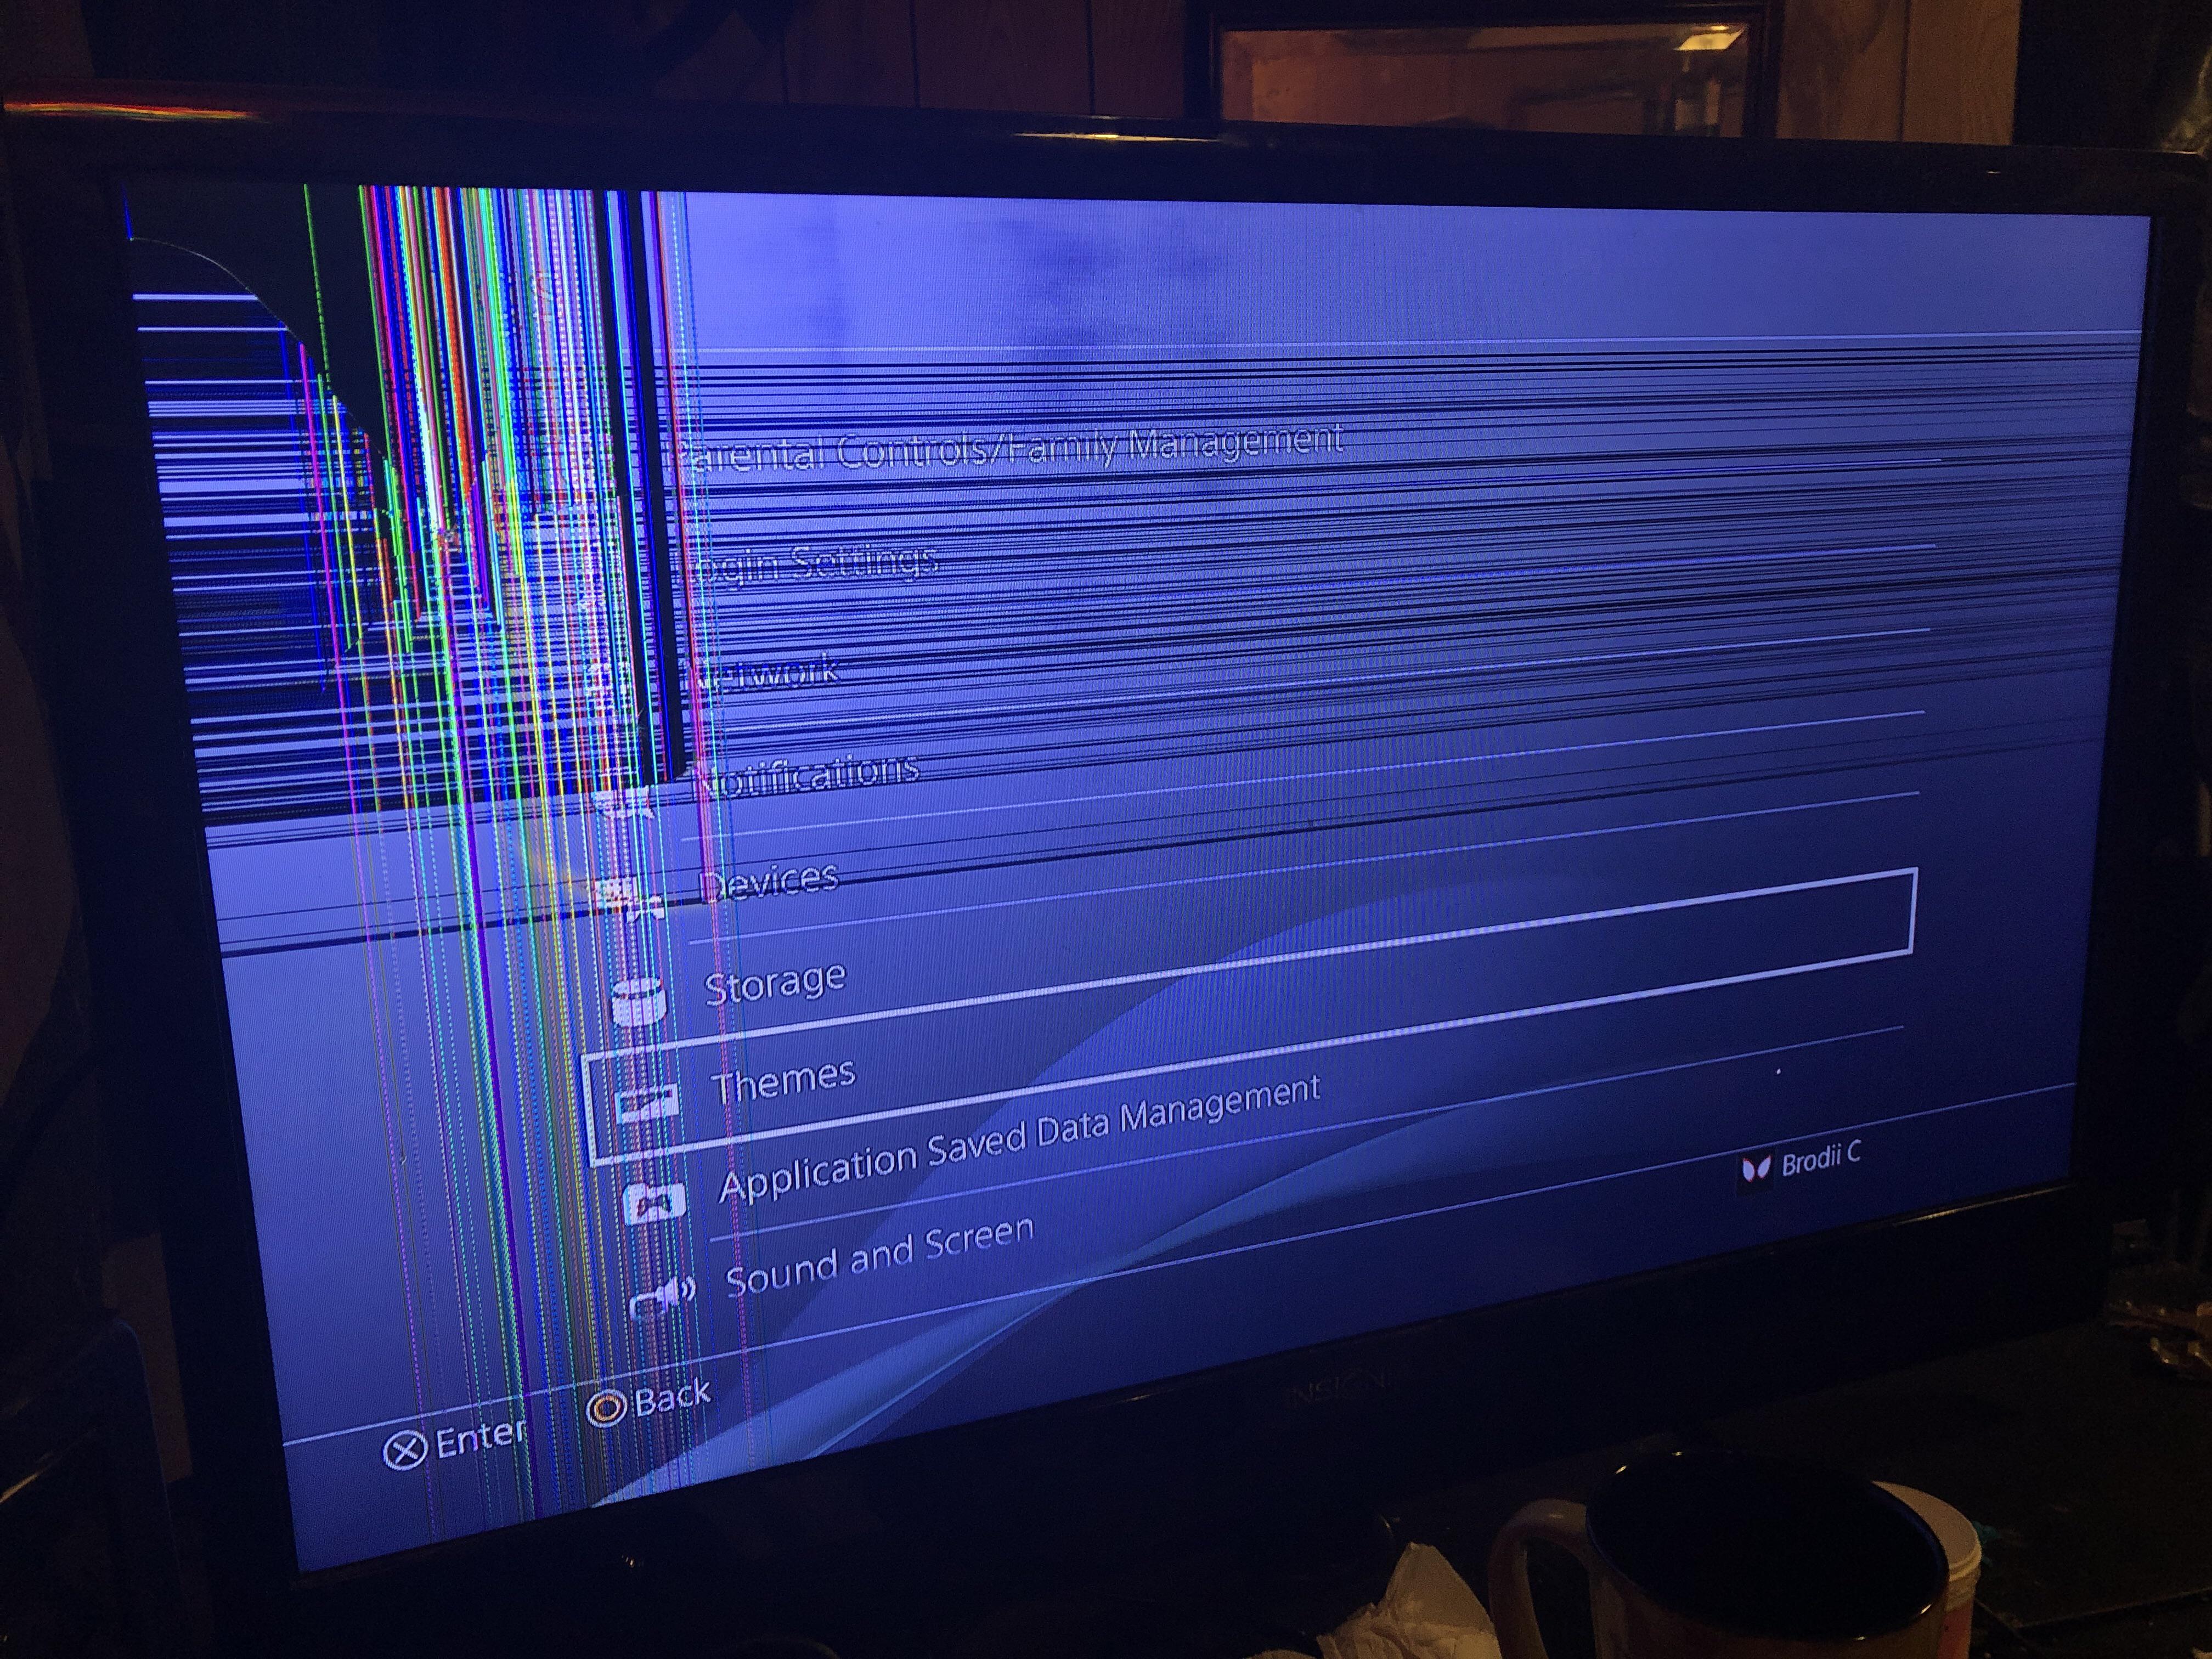 Parental Controls/Family Management
Login Settings
Network
Notifications
Devices
Storage
Themes
Application Saved Data Management
Sound and Screen
Brodii C
Enter
Back